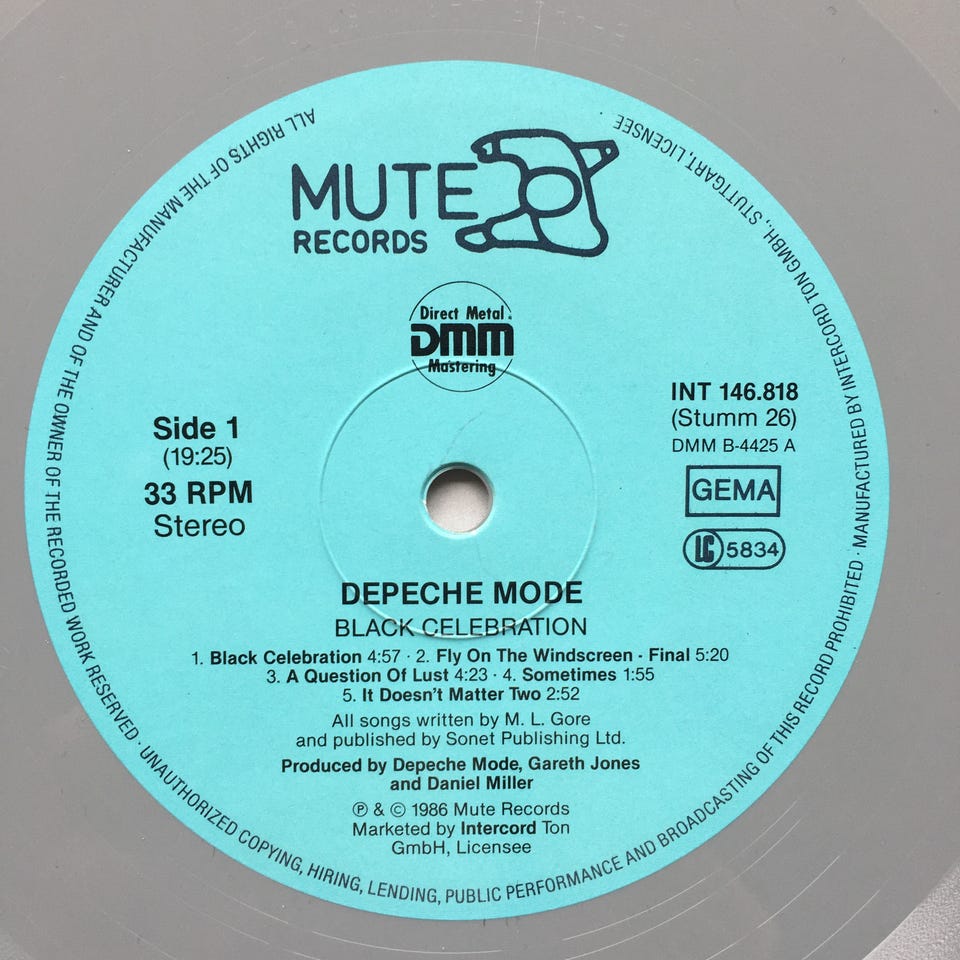 MUTE
RECORDS
Direct Metal
DMM
Mastering
Side 1
(19:25)
33 RPM
Stereo
INT 146.818
(Stumm 26)
DMM B-4425 A
GEMA
LC 5834
DEPECHE MODE
BLACK CELEBRATION
1. Black Celebration 4:57 · 2. Fly On The Windscreen - Final 5:20
3. A Question Of Lust 4:23 · 4. Sometimes 1:55
5. It Doesn't Matter Two 2:52
All songs written by M. L. Gore
and published by Sonet Publishing Ltd.
Produced by Depeche Mode, Gareth Jones
and Daniel Miller
℗ & © 1986 Mute Records
Marketed by Intercord Ton
GmbH, Licensee
ALL RIGHTS OF THE MANUFACTURER AND OF THE OWNER OF THE RECORDED WORK RESERVED · UNAUTHORIZED COPYING, HIRING, LENDING, PUBLIC PERFORMANCE AND BROADCASTING OF THIS RECORD PROHIBITED · MANUFACTURED BY INTERCORD TON GMBH., STUTTGART, LICENSEE